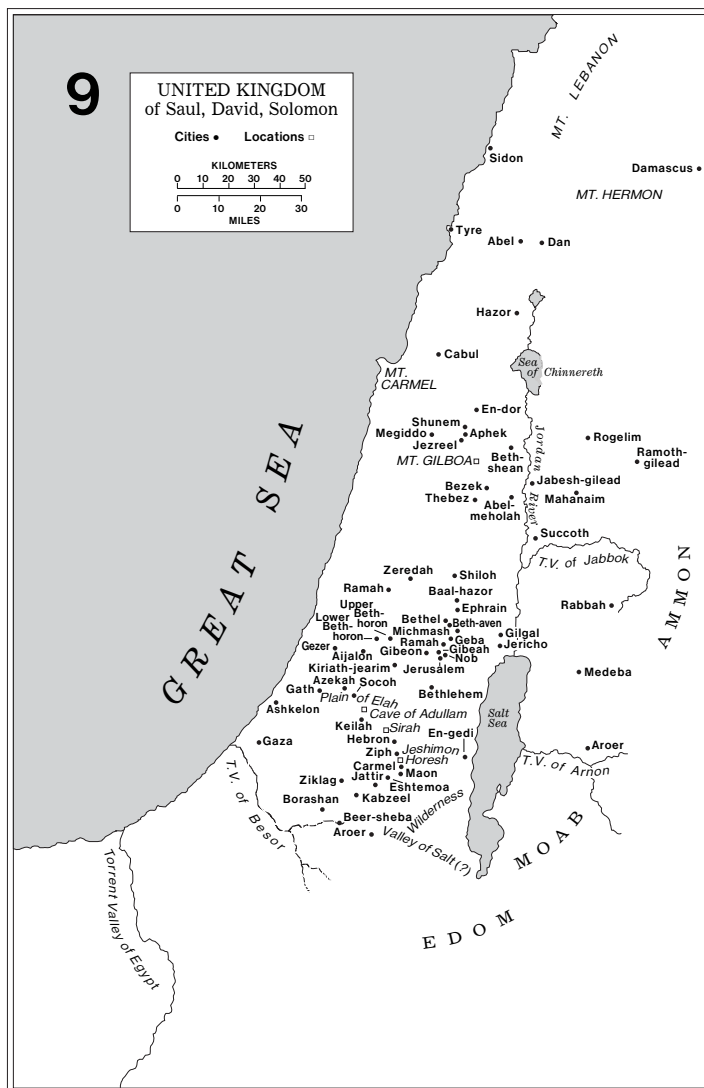 9
UNITED KINGDOM
of Saul, David, Solomon
Cities
Locations
KILOMETERS
0 10 20 30 40 50
0 10 20 30
MILES
MT. LEBANON
Sidon
Damascus
MT. HERMON
Tyre
Abel
Dan
Hazor
Cabul
Sea
of Chinnereth
MT.
CARMEL
En-dor
Shunem
Megiddo
Aphek
Jezreel
MT. GILBOA
Beth-
shean
Jordan River
Rogelim
Ramoth-
gilead
Jabesh-gilead
Mahanaim
Bezek
Thebez
Abel-
meholah
Succoth
T.V. of Jabbok
GREAT SEA
AMMON
Zeredah
Shiloh
Ramah
Baal-hazor
Ephrain
Rabbah
Upper
Beth-
horon
Lower
Beth-
horon
Bethel
Beth-aven
Michmash
Ramah
Geba
Gilgal
Jericho
Gezer
Aijalon
Gibeon
Gibeah
Nob
Kiriath-jearim
Jerusalem
Medeba
Azekah
Socoh
Gath
Plain of Elah
Bethlehem
Ashkelon
Cave of Adullam
Salt
Sea
Keilah
Sirah
En-gedi
Gaza
Hebron
Aroer
Ziph
Jeshimon
Horesh
T.V. of Arnon
Carmel
Maon
Ziklag
Jattir
Eshtemoa
T.V. of Besor
Borashan
Kabzeel
Wilderness
Beer-sheba
Aroer
Valley of Salt (?)
MOAB
EDOM
Torrent Valley of Egypt